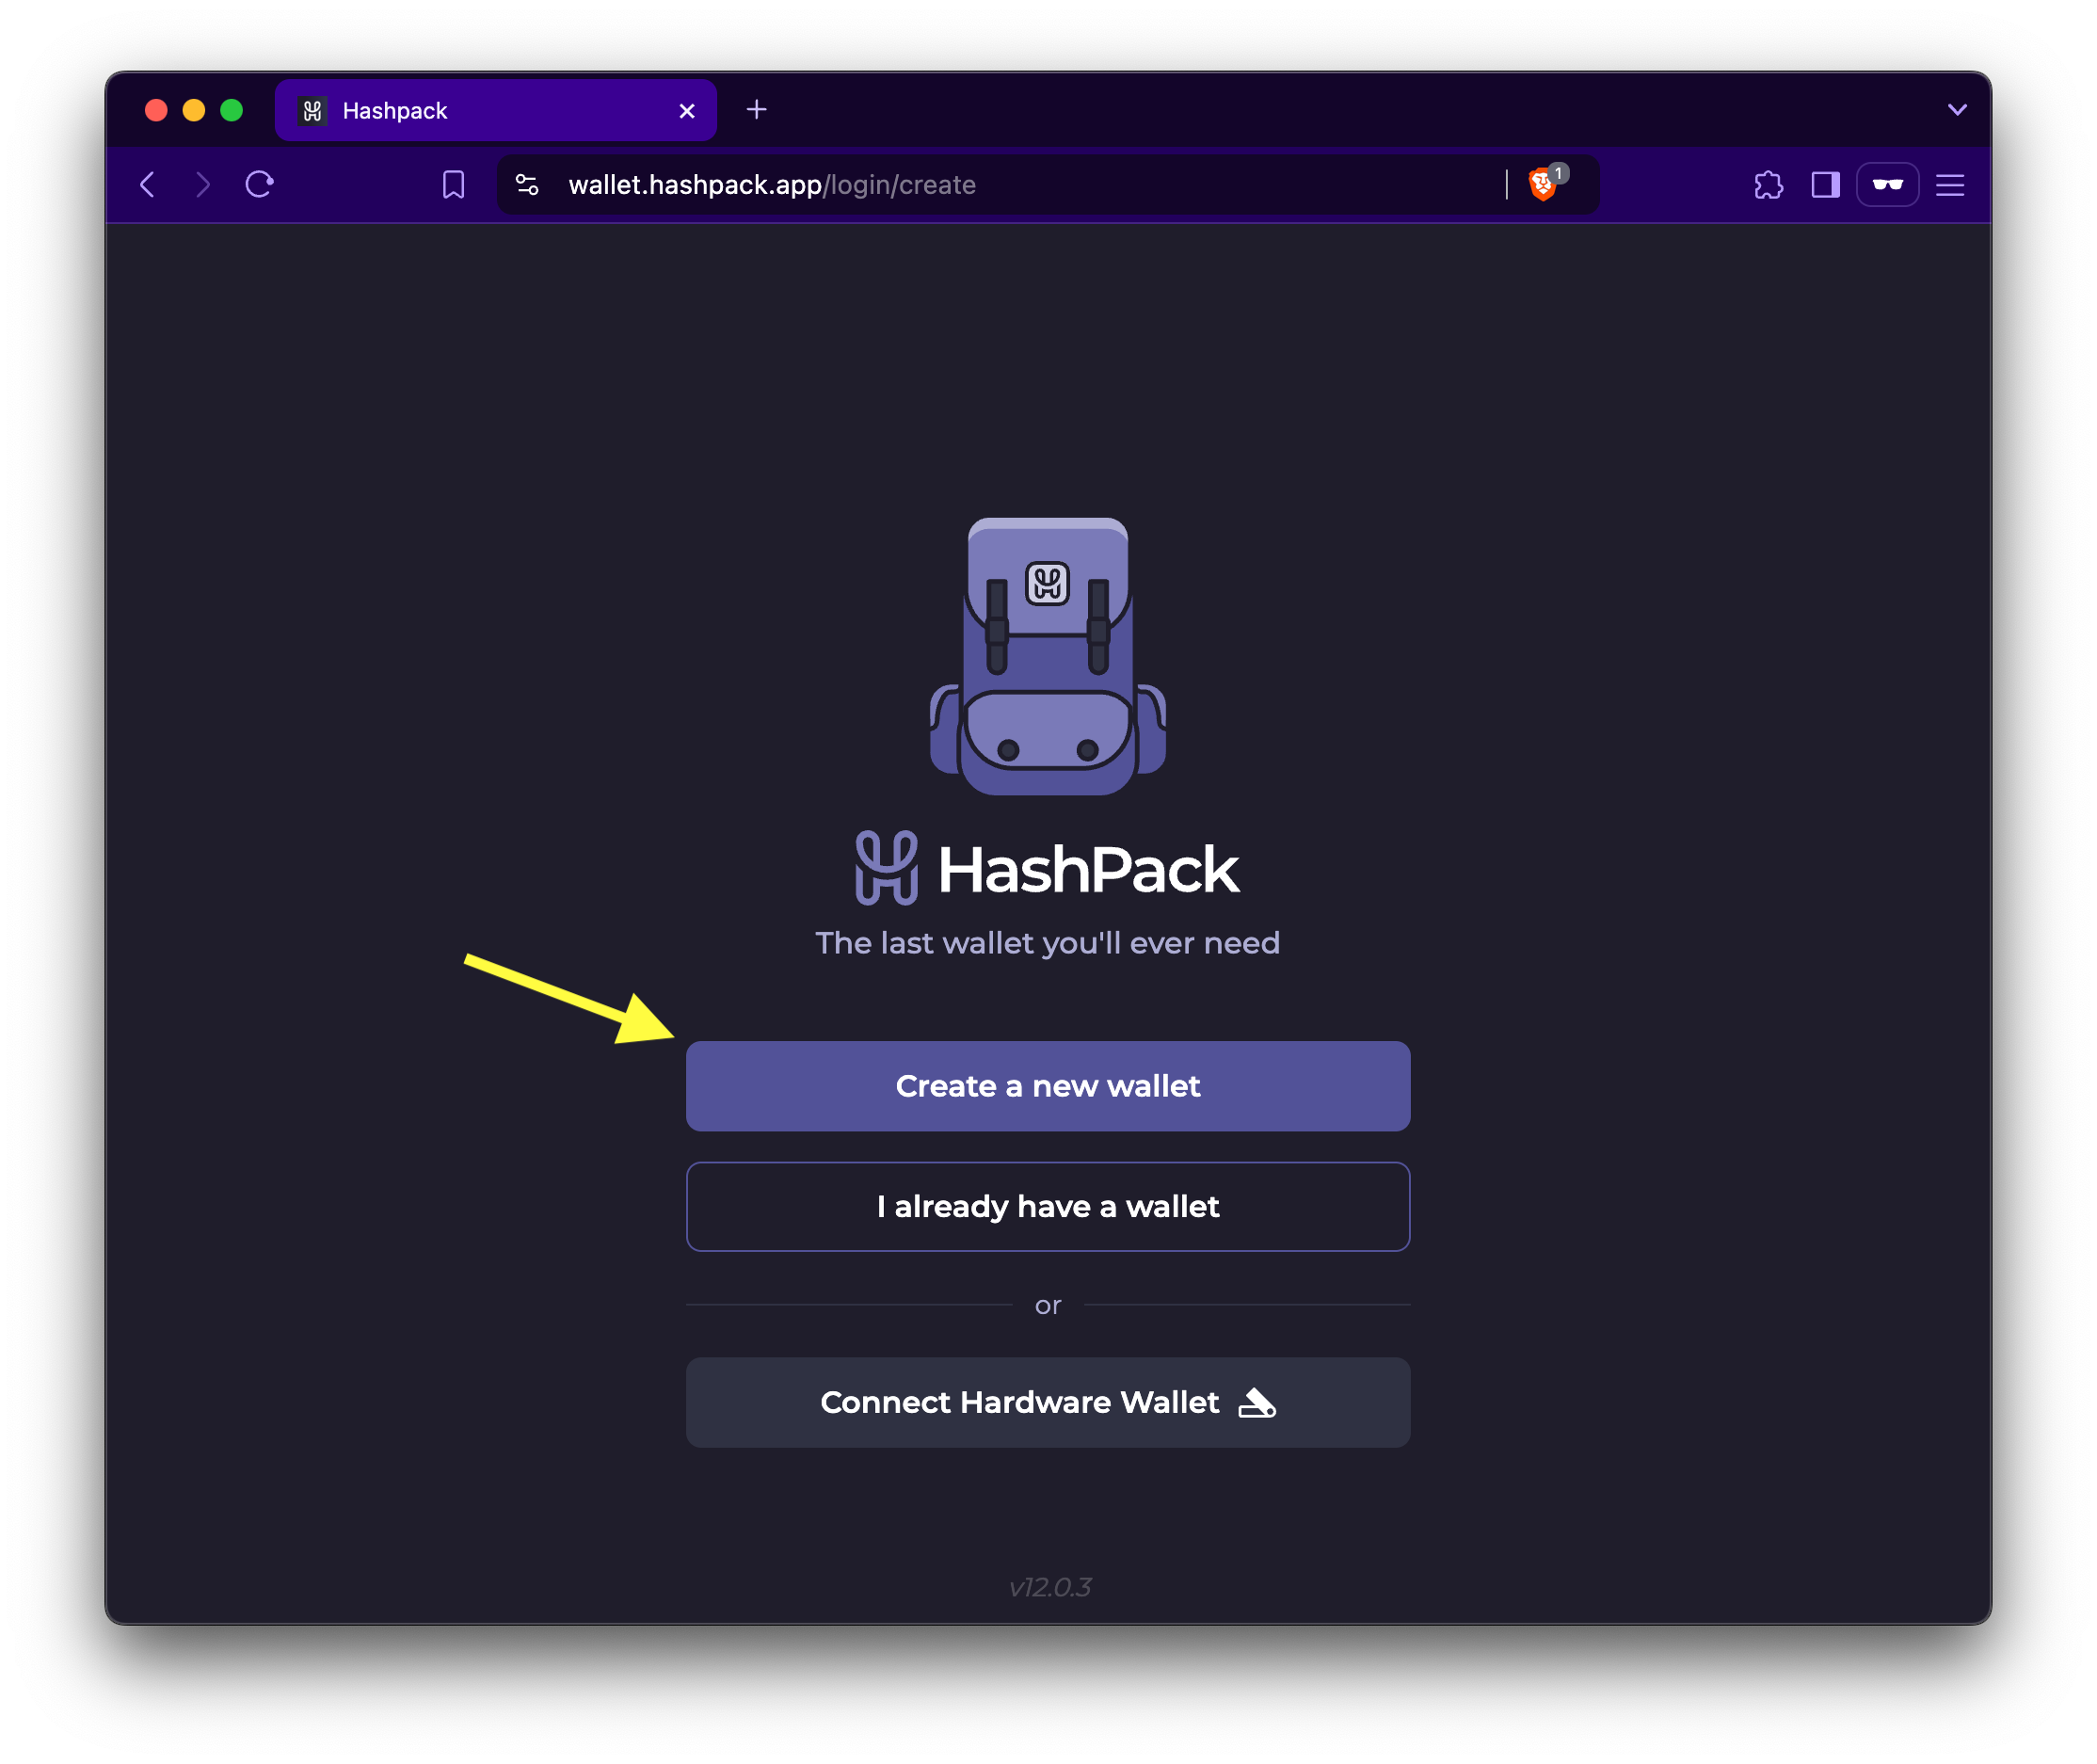 Hashpack
wallet.hashpack.app/login/create
1
HashPack
The last wallet you'll ever need
Create a new wallet
I already have a wallet
or
Connect Hardware Wallet
v12.0.3